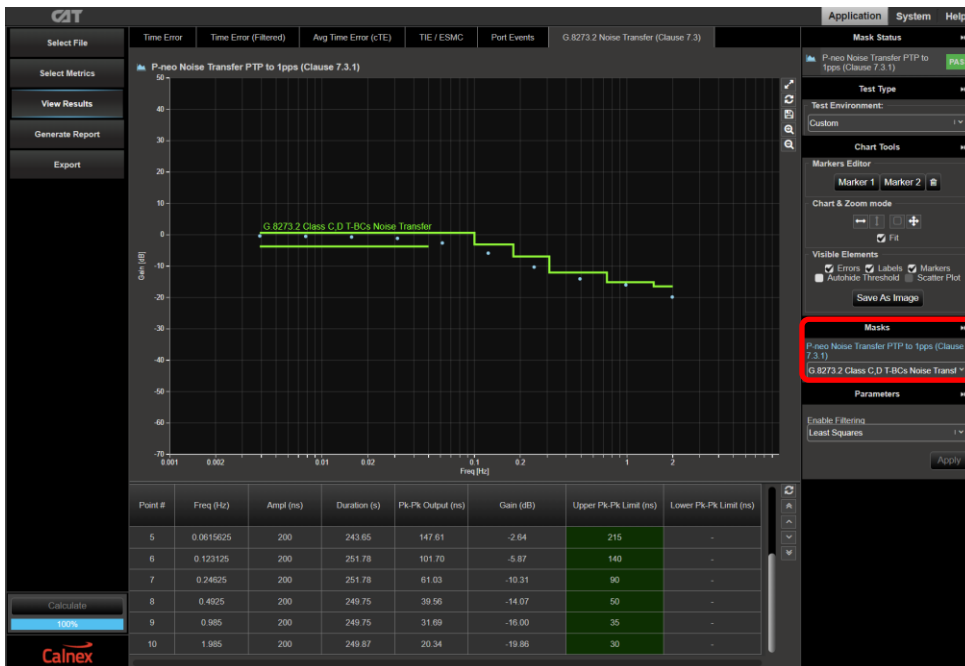 CAT
Application System Help
Select File
Select Metrics
View Results
Generate Report
Export
Calculate
100%
Calnex
Time Error Time Error (Filtered) Avg Time Error (cTE) TIE / ESMC Port Events G.8273.2 Noise Transfer (Clause 7.3)
P-neo Noise Transfer PTP to 1pps (Clause 7.3.1)
50
40
30
20
10
0
-10
-20
-30
-40
-50
-60
-70
Gain [dB]
G.8273.2 Class C,D T-BCs Noise Transfer
0.001 0.002 0.01 0.02 0.1 0.2 1 2
Freq [Hz]
Point # Freq (Hz) Ampl (ns) Duration (s) Pk-Pk Output (ns) Gain (dB) Upper Pk-Pk Limit (ns) Lower Pk-Pk Limit (ns)
5 0.0615625 200 243.65 147.61 -2.64 215 -
6 0.123125 200 251.78 101.70 -5.87 140 -
7 0.24625 200 251.78 61.03 -10.31 90 -
8 0.4925 200 249.75 39.56 -14.07 50 -
9 0.985 200 249.75 31.69 -16.00 35 -
10 1.985 200 249.87 20.34 -19.86 30 -
Mask Status
P-neo Noise Transfer PTP to
1pps (Clause 7.3.1)
PAS
Test Type
Test Environment:
Custom
Chart Tools
Markers Editor
Marker 1 Marker 2
Chart & Zoom mode
Fit
Visible Elements
Errors Labels Markers
Autohide Threshold Scatter Plot
Save As Image
Masks
P-neo Noise Transfer PTP to 1pps (Clause
7.3.1)
G.8273.2 Class C,D T-BCs Noise Transf
Parameters
Enable Filtering
Least Squares
Apply